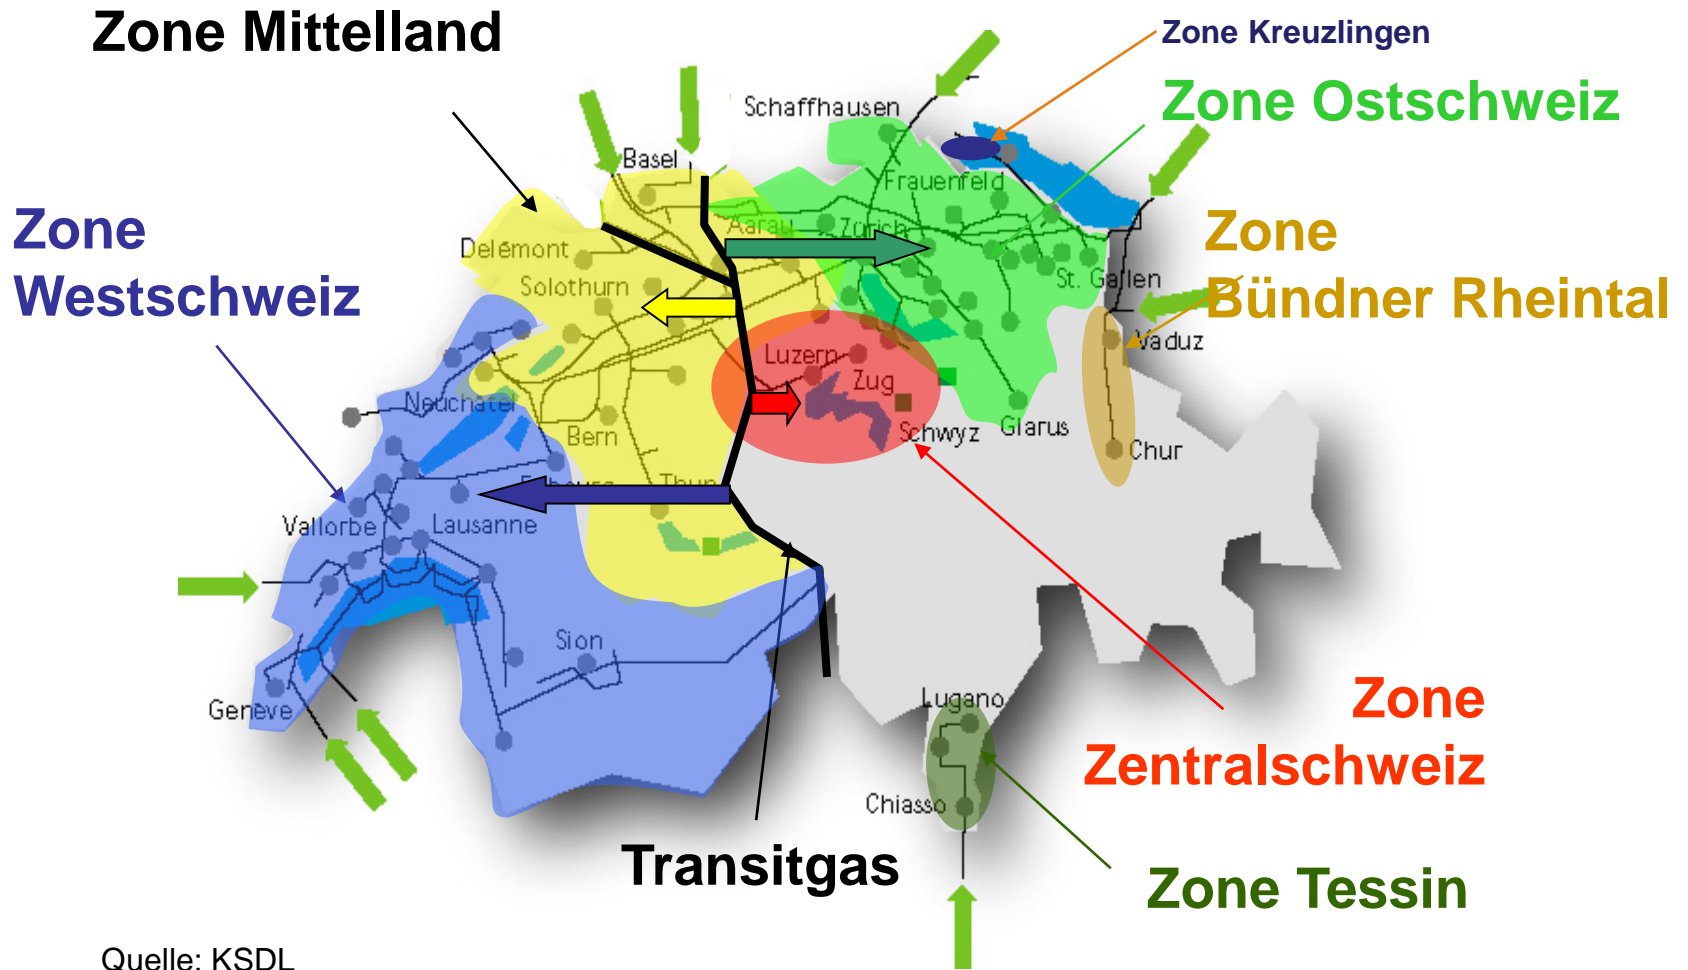 Zone Mittelland
Zone Kreuzlingen
Zone Ostschweiz
Schaffhausen
Basel
Frauenfeld
Zone
Westschweiz
Zone
Bündner Rheintal
Aarau
Zürich
Delémont
St. Gallen
Solothurn
Vaduz
Luzern
Zug
Neuchâtel
Schwyz
Glarus
Bern
Chur
Fribourg
Thun
Vallorbe
Lausanne
Sion
Genève
Lugano
Zone
Zentralschweiz
Chiasso
Transitgas
Zone Tessin
Quelle: KSDL